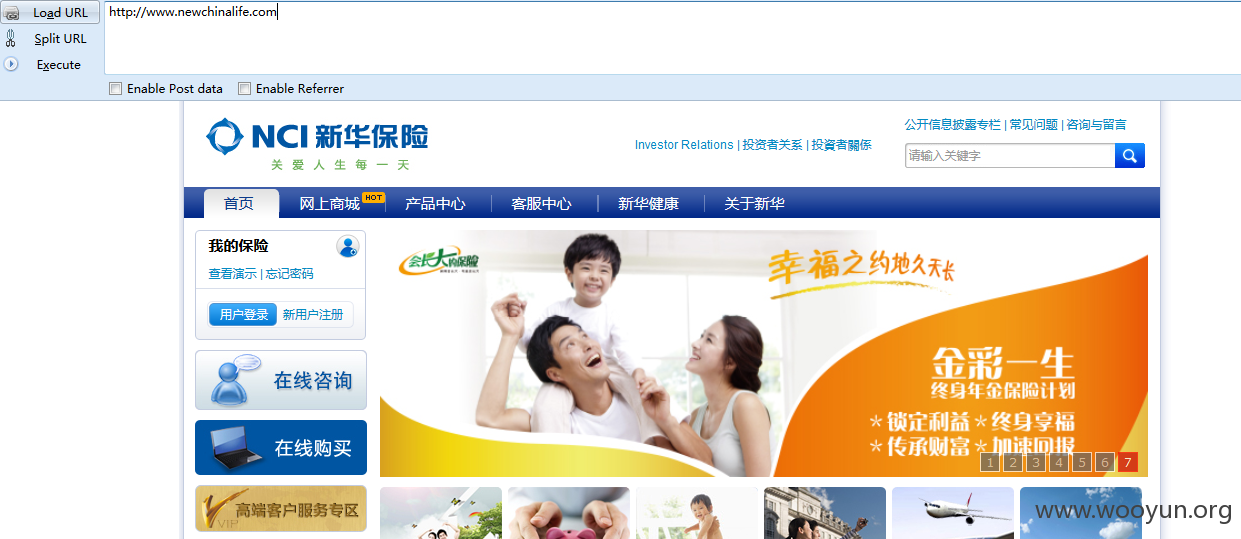 Load URL
http://www.newchinalife.com
Split URL
Execute
Enable Post data
Enable Referrer
NCI 新华保险
关爱人生每一天
Investor Relations | 投资者关系 | 投資者關係
公开信息披露专栏 | 常见问题 | 咨询与留言
请输入关键字
首页
网上商城
HOT
产品中心
客服中心
新华健康
关于新华
我的保险
查看演示 | 忘记密码
用户登录
新用户注册
在线咨询
在线购买
高端客户服务专区
VIP
幸福之约地久天长
金彩一生
终身年金保险计划
*锁定利益 *终身享福
*传承财富 *加速回报
1 2 3 4 5 6 7
www.wooyun.org